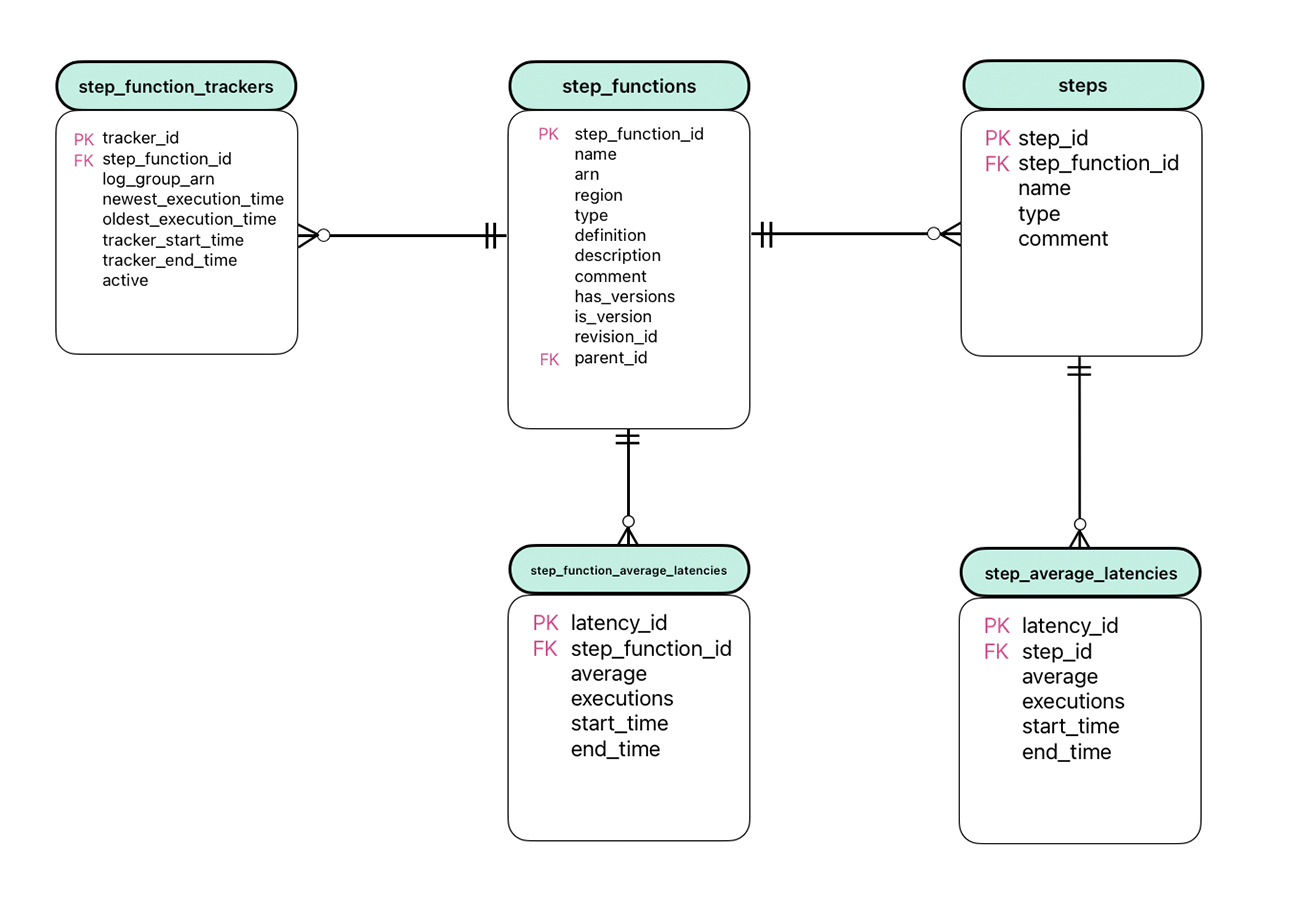 step_function_trackers
PK tracker_id
FK step_function_id
log_group_arn
newest_execution_time
oldest_execution_time
tracker_start_time
tracker_end_time
active
step_functions
PK step_function_id
name
arn
region
type
definition
description
comment
has_versions
is_version
revision_id
FK parent_id
steps
PK step_id
FK step_function_id
name
type
comment
step_function_average_latencies
PK latency_id
FK step_function_id
average
executions
start_time
end_time
step_average_latencies
PK latency_id
FK step_id
average
executions
start_time
end_time